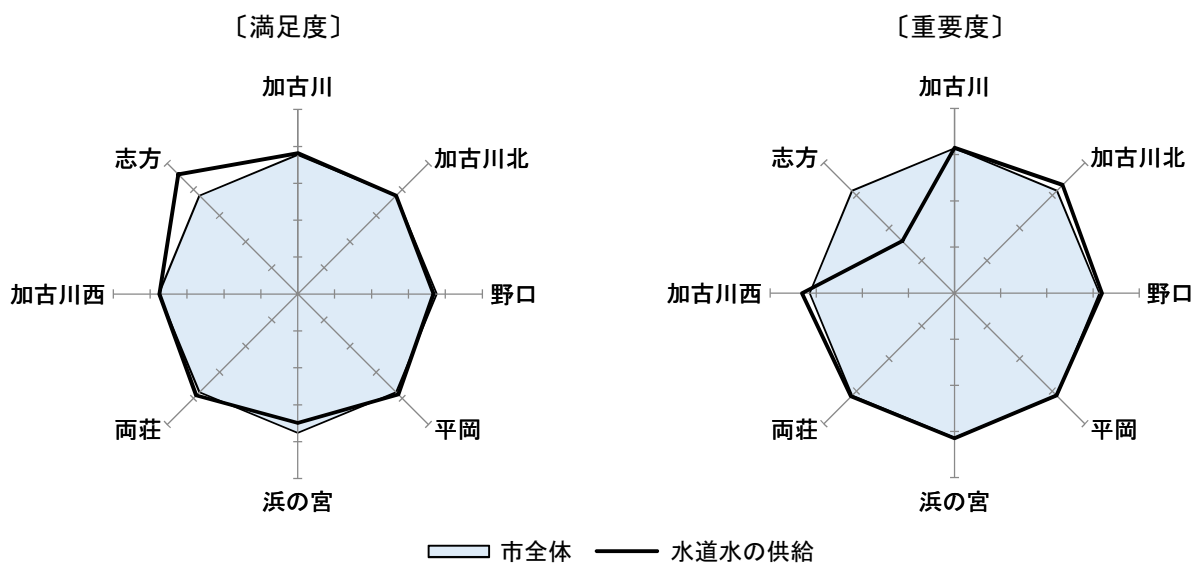 〔満足度〕
加古川
加古川北
野口
平岡
浜の宮
両荘
加古川西
志方
〔重要度〕
加古川
加古川北
野口
平岡
浜の宮
両荘
加古川西
志方
市全体
水道水の供給